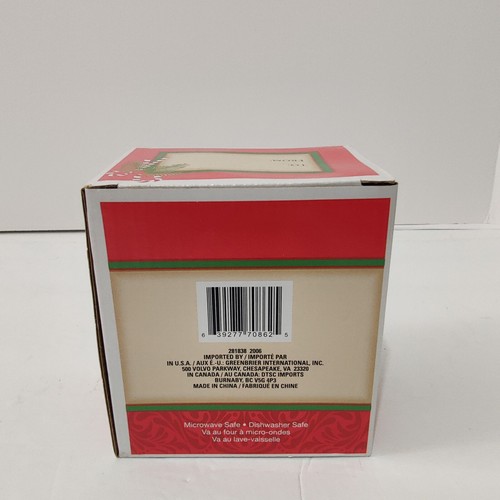 TO:
FROM:
6 39277 70862 5
281838 2006
IMPORTED BY / IMPORTÉ PAR
IN U.S.A. / AUX É.-U.: GREENBRIER INTERNATIONAL, INC.
500 VOLVO PARKWAY, CHESAPEAKE, VA 23320
IN CANADA / AU CANADA: DTSC IMPORTS
BURNABY, BC V5G 4P3
MADE IN CHINA / FABRIQUÉ EN CHINE
Microwave Safe • Dishwasher Safe
Va au four à micro-ondes
Va au lave-vaisselle